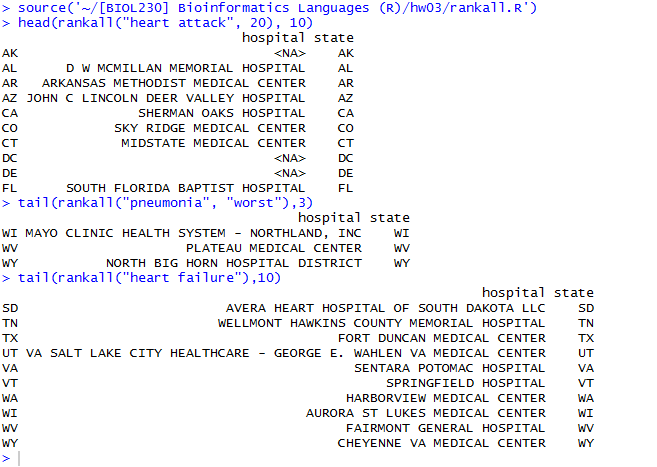 > source('~/[BIOL230] Bioinformatics Languages (R)/hw03/rankall.R')
> head(rankall("heart attack", 20), 10)
hospital state
AK <NA> AK
AL D W MCMILLAN MEMORIAL HOSPITAL AL
AR ARKANSAS METHODIST MEDICAL CENTER AR
AZ JOHN C LINCOLN DEER VALLEY HOSPITAL AZ
CA SHERMAN OAKS HOSPITAL CA
CO SKY RIDGE MEDICAL CENTER CO
CT MIDSTATE MEDICAL CENTER CT
DC <NA> DC
DE <NA> DE
FL SOUTH FLORIDA BAPTIST HOSPITAL FL
> tail(rankall("pneumonia", "worst"),3)
hospital state
WI MAYO CLINIC HEALTH SYSTEM - NORTHLAND, INC WI
WV PLATEAU MEDICAL CENTER WV
WY NORTH BIG HORN HOSPITAL DISTRICT WY
> tail(rankall("heart failure"),10)
hospital state
SD AVERA HEART HOSPITAL OF SOUTH DAKOTA LLC SD
TN WELLMONT HAWKINS COUNTY MEMORIAL HOSPITAL TN
TX FORT DUNCAN MEDICAL CENTER TX
UT VA SALT LAKE CITY HEALTHCARE - GEORGE E. WAHLEN VA MEDICAL CENTER UT
VA SENTARA POTOMAC HOSPITAL VA
VT SPRINGFIELD HOSPITAL VT
WA HARBORVIEW MEDICAL CENTER WA
WI AURORA ST LUKES MEDICAL CENTER WI
WV FAIRMONT GENERAL HOSPITAL WV
WY CHEYENNE VA MEDICAL CENTER WY
>